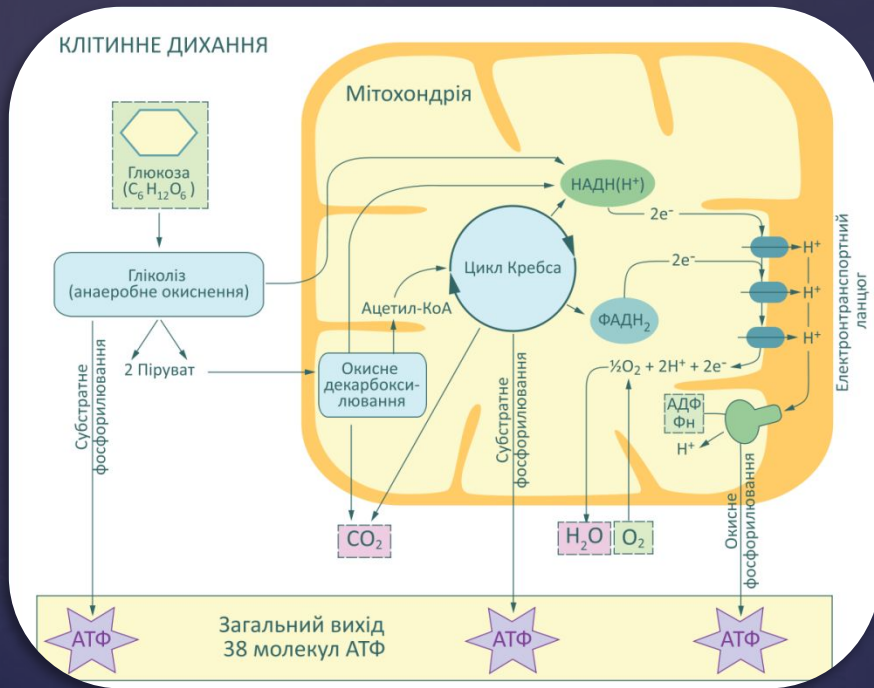 КЛІТИННЕ ДИХАННЯ
Мітохондрія
Глюкоза
(C₆H₁₂O₆)
НАДН(Н⁺)
2e⁻
Гліколіз
(анаеробне окиснення)
Цикл Кребса
2e⁻
H⁺
H⁺
H⁺
Електронтранспортний
ланцюг
Ацетил-КоА
ФАДН₂
2 Піруват
Окисне
декарбокси-
лювання
½O₂ + 2H⁺ + 2e⁻
АДФ
Фн
H⁺
Субстратне
фосфорилювання
Субстратне
фосфорилювання
Окисне
фосфорилювання
CO₂
H₂O
O₂
АТФ
Загальний вихід
38 молекул АТФ
АТФ
АТФ